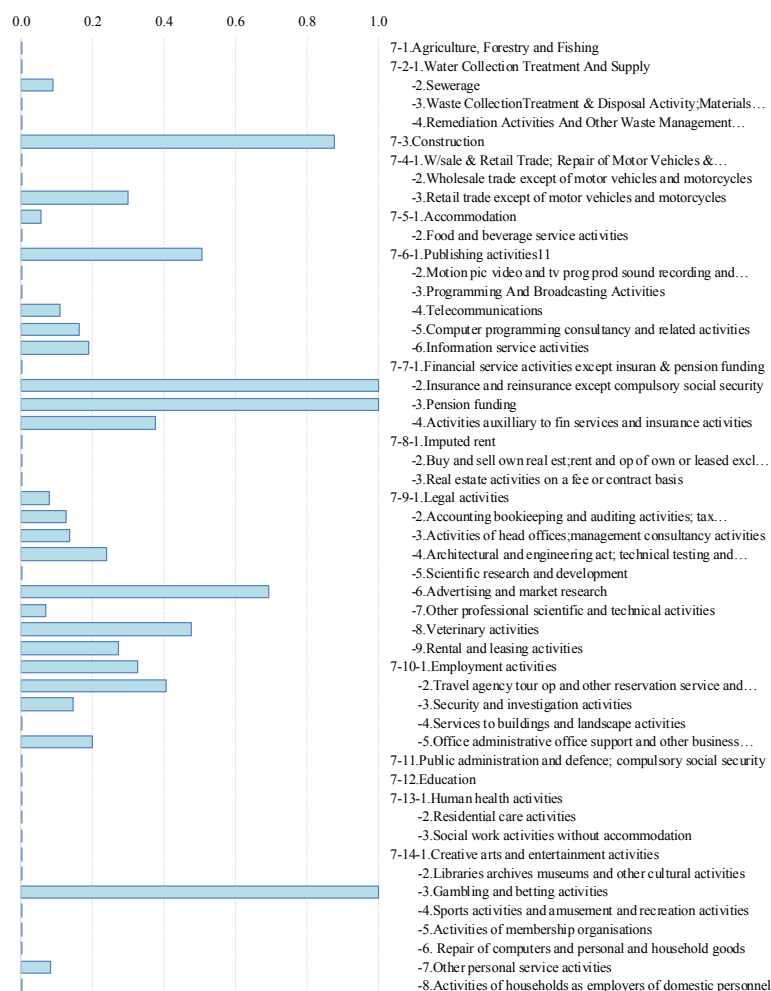 0.0 0.2 0.4 0.6 0.8 1.0
7-1.Agriculture, Forestry and Fishing
7-2-1.Water Collection Treatment And Supply
-2.Sewerage
-3.Waste CollectionTreatment & Disposal Activity;Materials…
-4.Remediation Activities And Other Waste Management…
7-3.Construction
7-4-1.W/sale & Retail Trade; Repair of Motor Vehicles &…
-2.Wholesale trade except of motor vehicles and motorcycles
-3.Retail trade except of motor vehicles and motorcycles
7-5-1.Accommodation
-2.Food and beverage service activities
7-6-1.Publishing activities11
-2.Motion pic video and tv prog prod sound recording and…
-3.Programming And Broadcasting Activities
-4.Telecommunications
-5.Computer programming consultancy and related activities
-6.Information service activities
7-7-1.Financial service activities except insuran & pension funding
-2.Insurance and reinsurance except compulsory social security
-3.Pension funding
-4.Activities auxilliary to fin services and insurance activities
7-8-1.Imputed rent
-2.Buy and sell own real est;rent and op of own or leased excl…
-3.Real estate activities on a fee or contract basis
7-9-1.Legal activities
-2.Accounting bookieeping and auditing activities; tax…
-3.Activities of head offices;management consultancy activities
-4.Architectural and engineering act; technical testing and…
-5.Scientific research and development
-6.Advertising and market research
-7.Other professional scientific and technical activities
-8.Veterinary activities
-9.Rental and leasing activities
7-10-1.Employment activities
-2.Travel agency tour op and other reservation service and…
-3.Security and investigation activities
-4.Services to buildings and landscape activities
-5.Office administrative office support and other business…
7-11.Public administration and defence; compulsory social security
7-12.Education
7-13-1.Human health activities
-2.Residential care activities
-3.Social work activities without accommodation
7-14-1.Creative arts and entertainment activities
-2.Libraries archives museums and other cultural activities
-3.Gambling and betting activities
-4.Sports activities and amusement and recreation activities
-5.Activities of membership organisations
-6. Repair of computers and personal and household goods
-7.Other personal service activities
-8.Activities of households as employers of domestic personnel